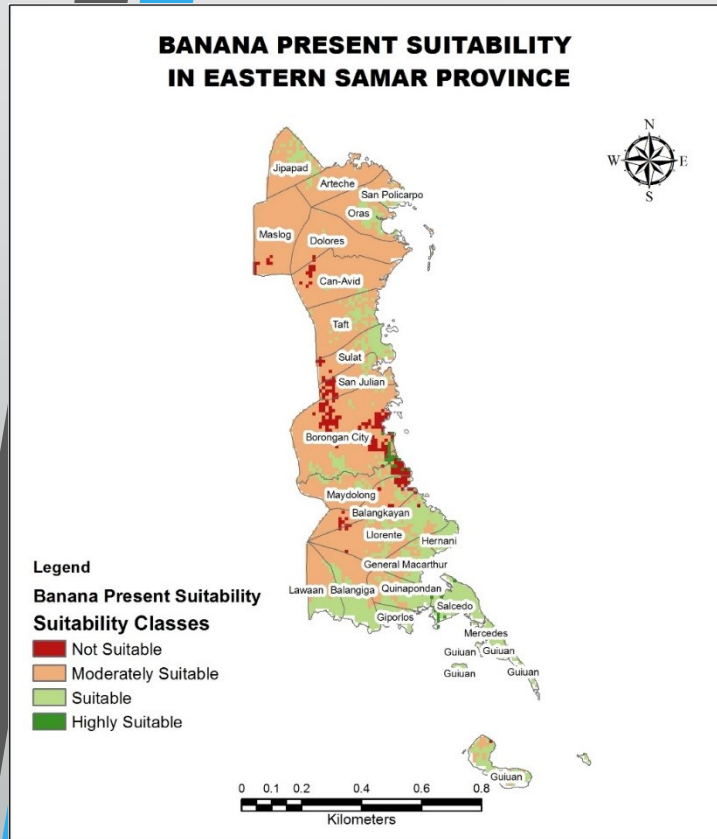 BANANA PRESENT SUITABILITY
IN EASTERN SAMAR PROVINCE
N
W E
S
Jipapad
Arteche
San Policarpo
Oras
Maslog
Dolores
Can-Avid
Taft
Sulat
San Julian
Borongan City
Maydolong
Balangkayan
Llorente
Hernani
General Macarthur
Lawaan
Balangiga
Quinapondan
Giporlos
Salcedo
Mercedes
Guiuan
Guiuan
Guiuan
Guiuan
Guiuan
Legend
Banana Present Suitability
Suitability Classes
Not Suitable
Moderately Suitable
Suitable
Highly Suitable
0 0.2 0.4 0.6 0.8
Kilometers